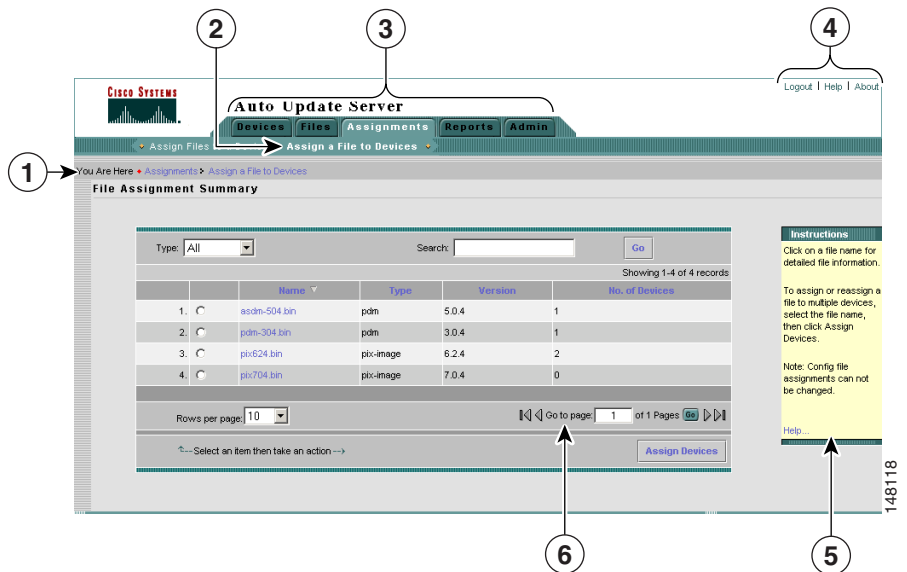 2
3
4
CISCO SYSTEMS
Logout | Help | About
Auto Update Server
Devices Files Assignments Reports Admin
Assign Files Assign a File to Devices
1
You Are Here Assignments Assign a File to Devices
File Assignment Summary
Type: All Search: Go
Showing 1-4 of 4 records
Name Type Version No. of Devices
1. asdm-504.bin pdm 5.0.4 1
2. pdm-304.bin pdm 3.0.4 1
3. pix624.bin pix-image 6.2.4 2
4. pix704.bin pix-image 7.0.4 0
Rows per page: 10 Go to page: 1 of 1 Pages Go
--Select an item then take an action--
Assign Devices
Instructions
Click on a file name for
detailed file information.
To assign or reassign a
file to multiple devices,
select the file name,
then click Assign
Devices.
Note: Config file
assignments can not
be changed.
Help...
148118
6
5